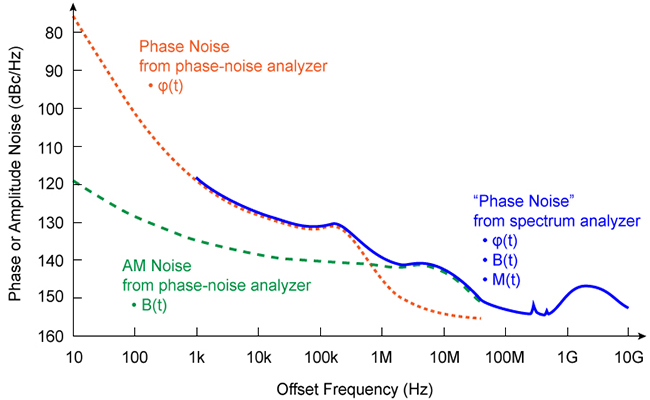 Phase or Amplitude Noise (dBc/Hz)
80
90
100
110
120
130
140
150
160
Phase Noise
from phase-noise analyzer
• φ(t)
AM Noise
from phase-noise analyzer
• B(t)
“Phase Noise”
from spectrum analyzer
• φ(t)
• B(t)
• M(t)
10
100
1k
10k
100k
1M
10M
100M
1G
10G
Offset Frequency (Hz)